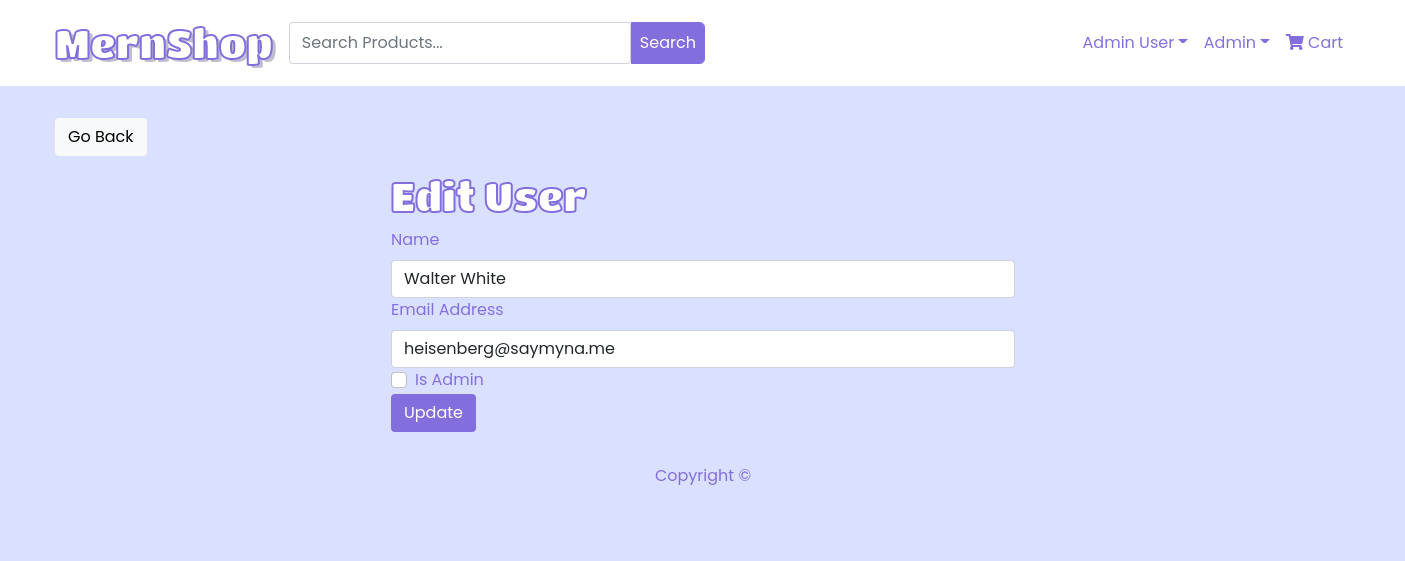 MernShop
Search Products...
Search
Admin User
Admin
Cart
Go Back
Edit User
Name
Walter White
Email Address
heisenberg@saymyna.me
Is Admin
Update
Copyright ©